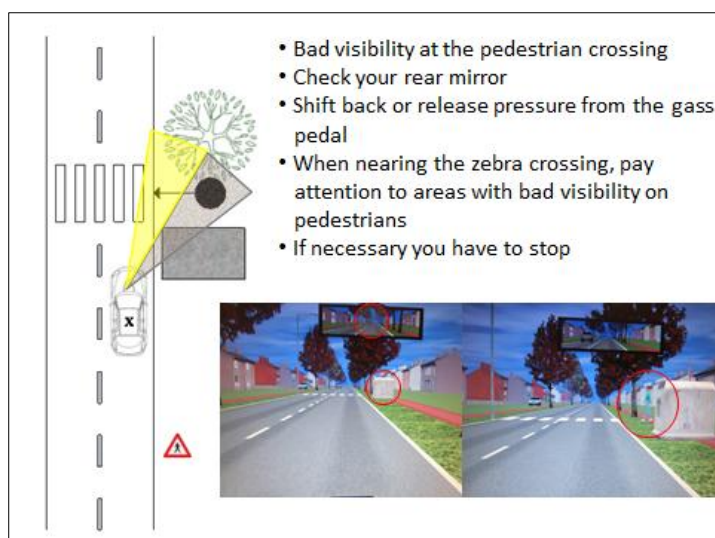 • Bad visibility at the pedestrian crossing
• Check your rear mirror
• Shift back or release pressure from the gass
pedal
• When nearing the zebra crossing, pay
attention to areas with bad visibility on
pedestrians
• If necessary you have to stop
x